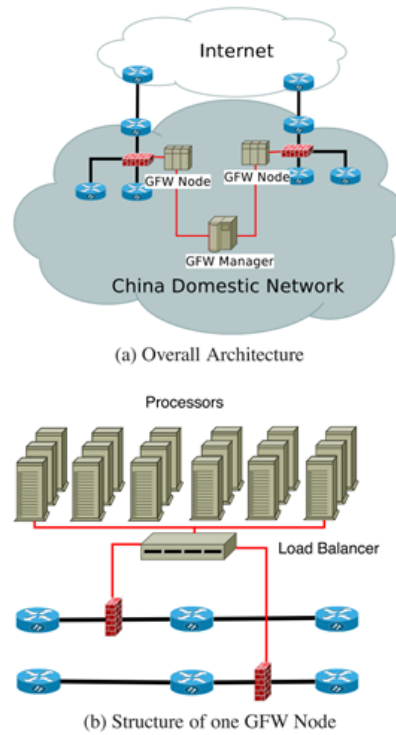 Internet
GFW Node
GFW Node
GFW Manager
China Domestic Network
(a) Overall Architecture
Processors
Load Balancer
(b) Structure of one GFW Node